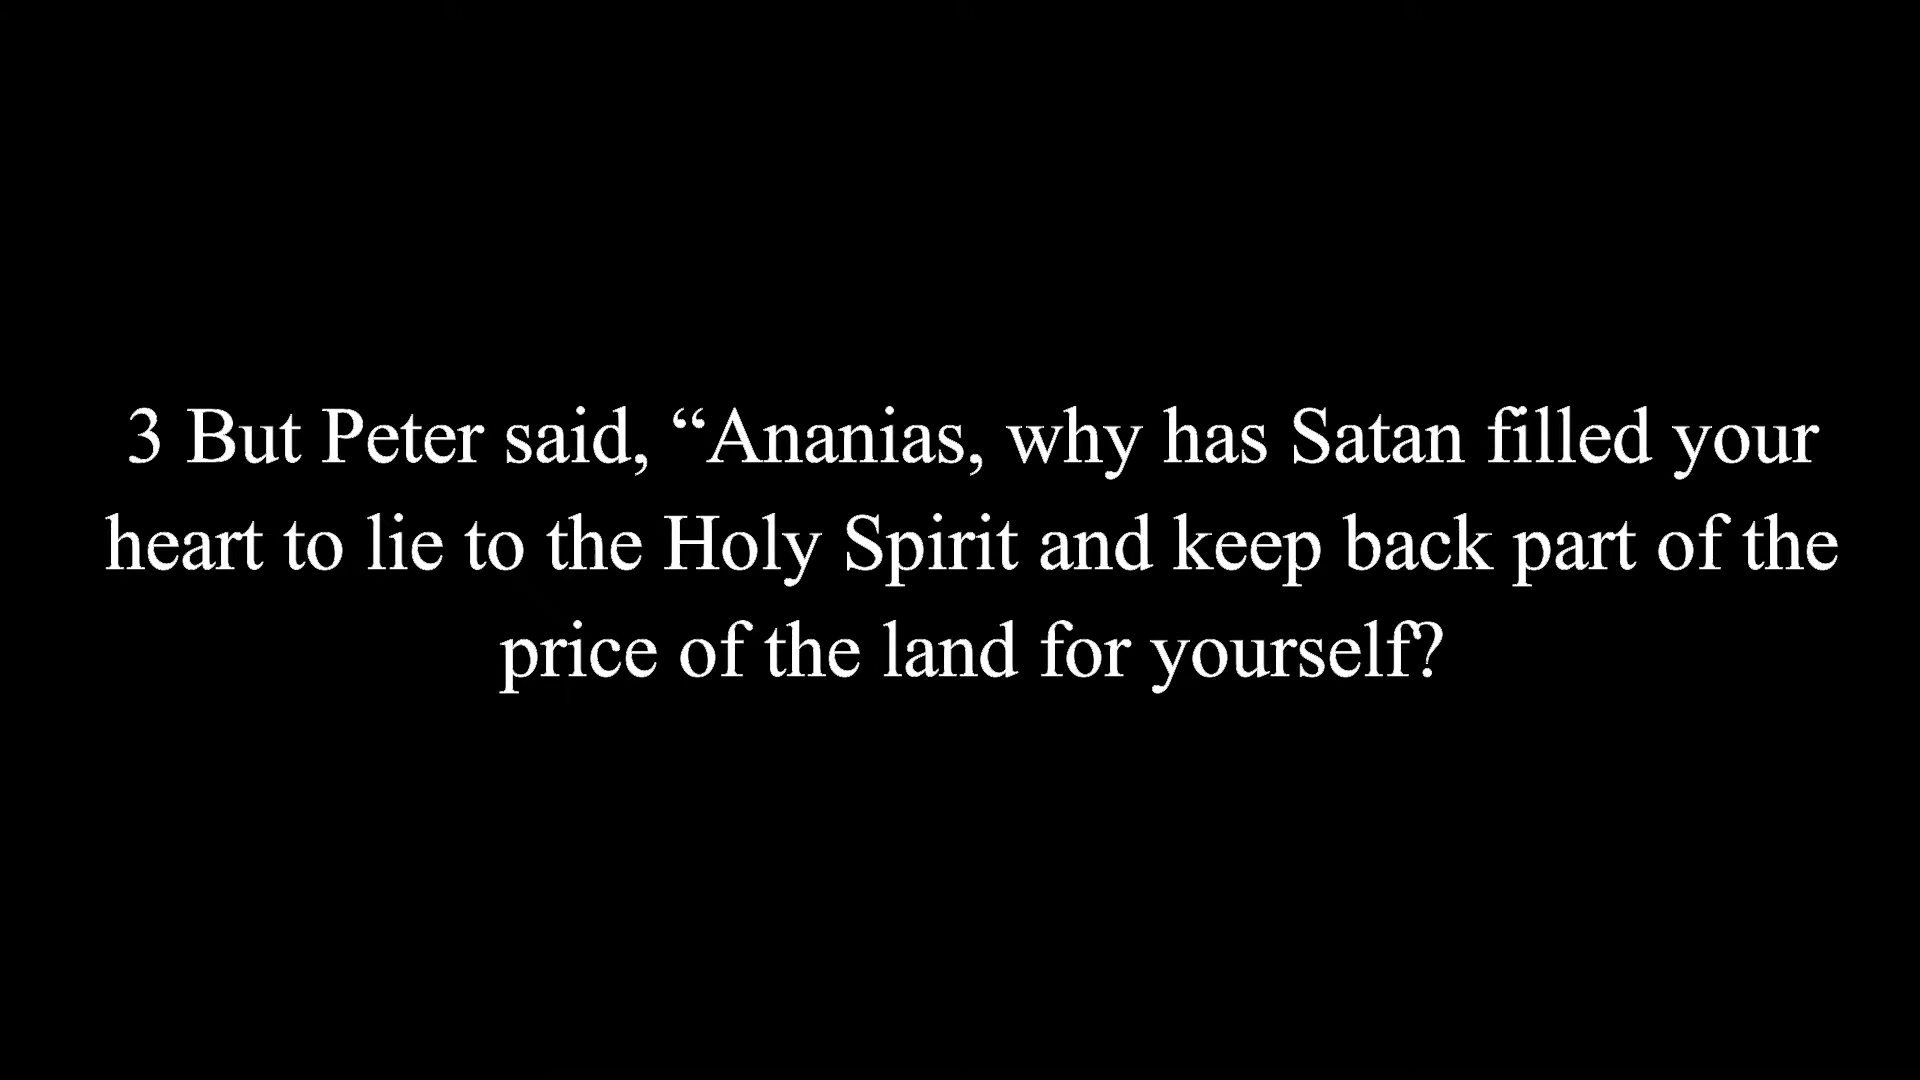 3 But Peter said, “Ananias, why has Satan filled your
heart to lie to the Holy Spirit and keep back part of the
price of the land for yourself?